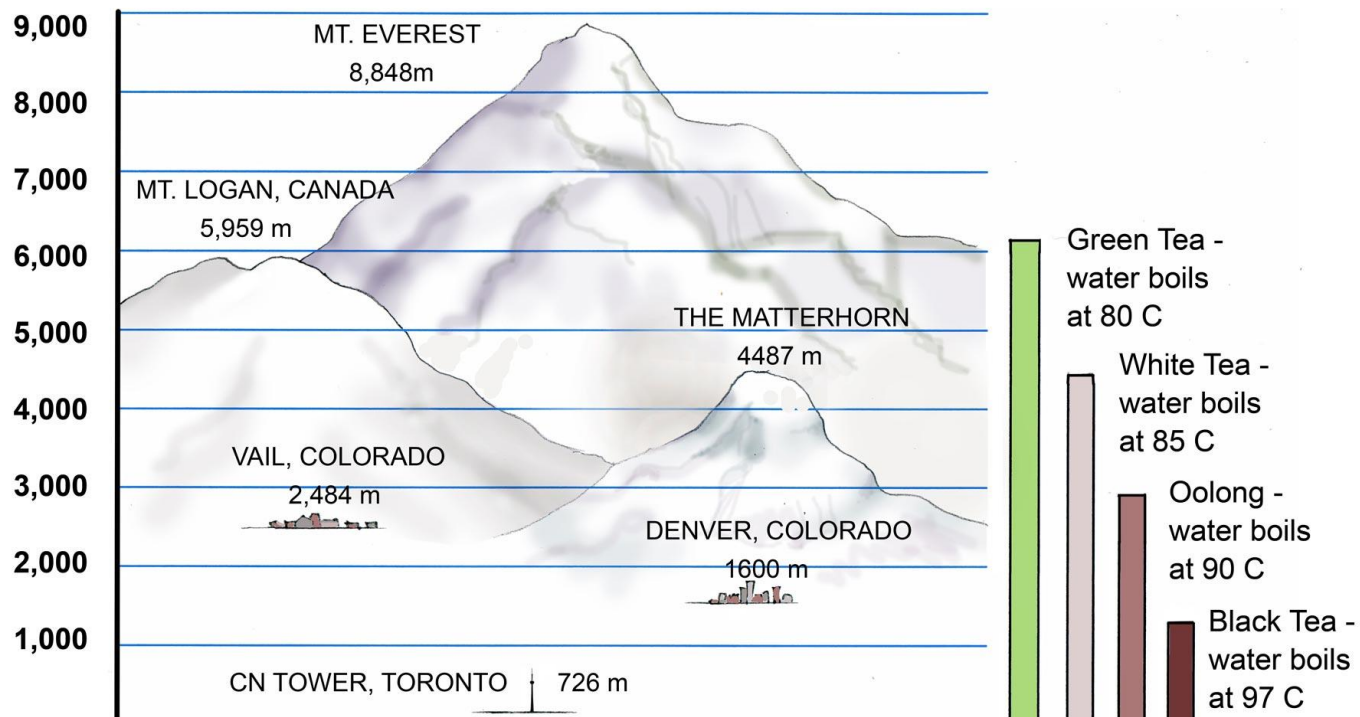 9,000
MT. EVEREST
8,848m
8,000
7,000
MT. LOGAN, CANADA
5,959 m
6,000
5,000
THE MATTERHORN
4487 m
4,000
VAIL, COLORADO
3,000
2,484 m
DENVER, COLORADO
2,000
1600 m
1,000
CN TOWER, TORONTO 726 m
Green Tea -
water boils
at 80 C
White Tea -
water boils
at 85 C
Oolong -
water boils
at 90 C
Black Tea -
water boils
at 97 C